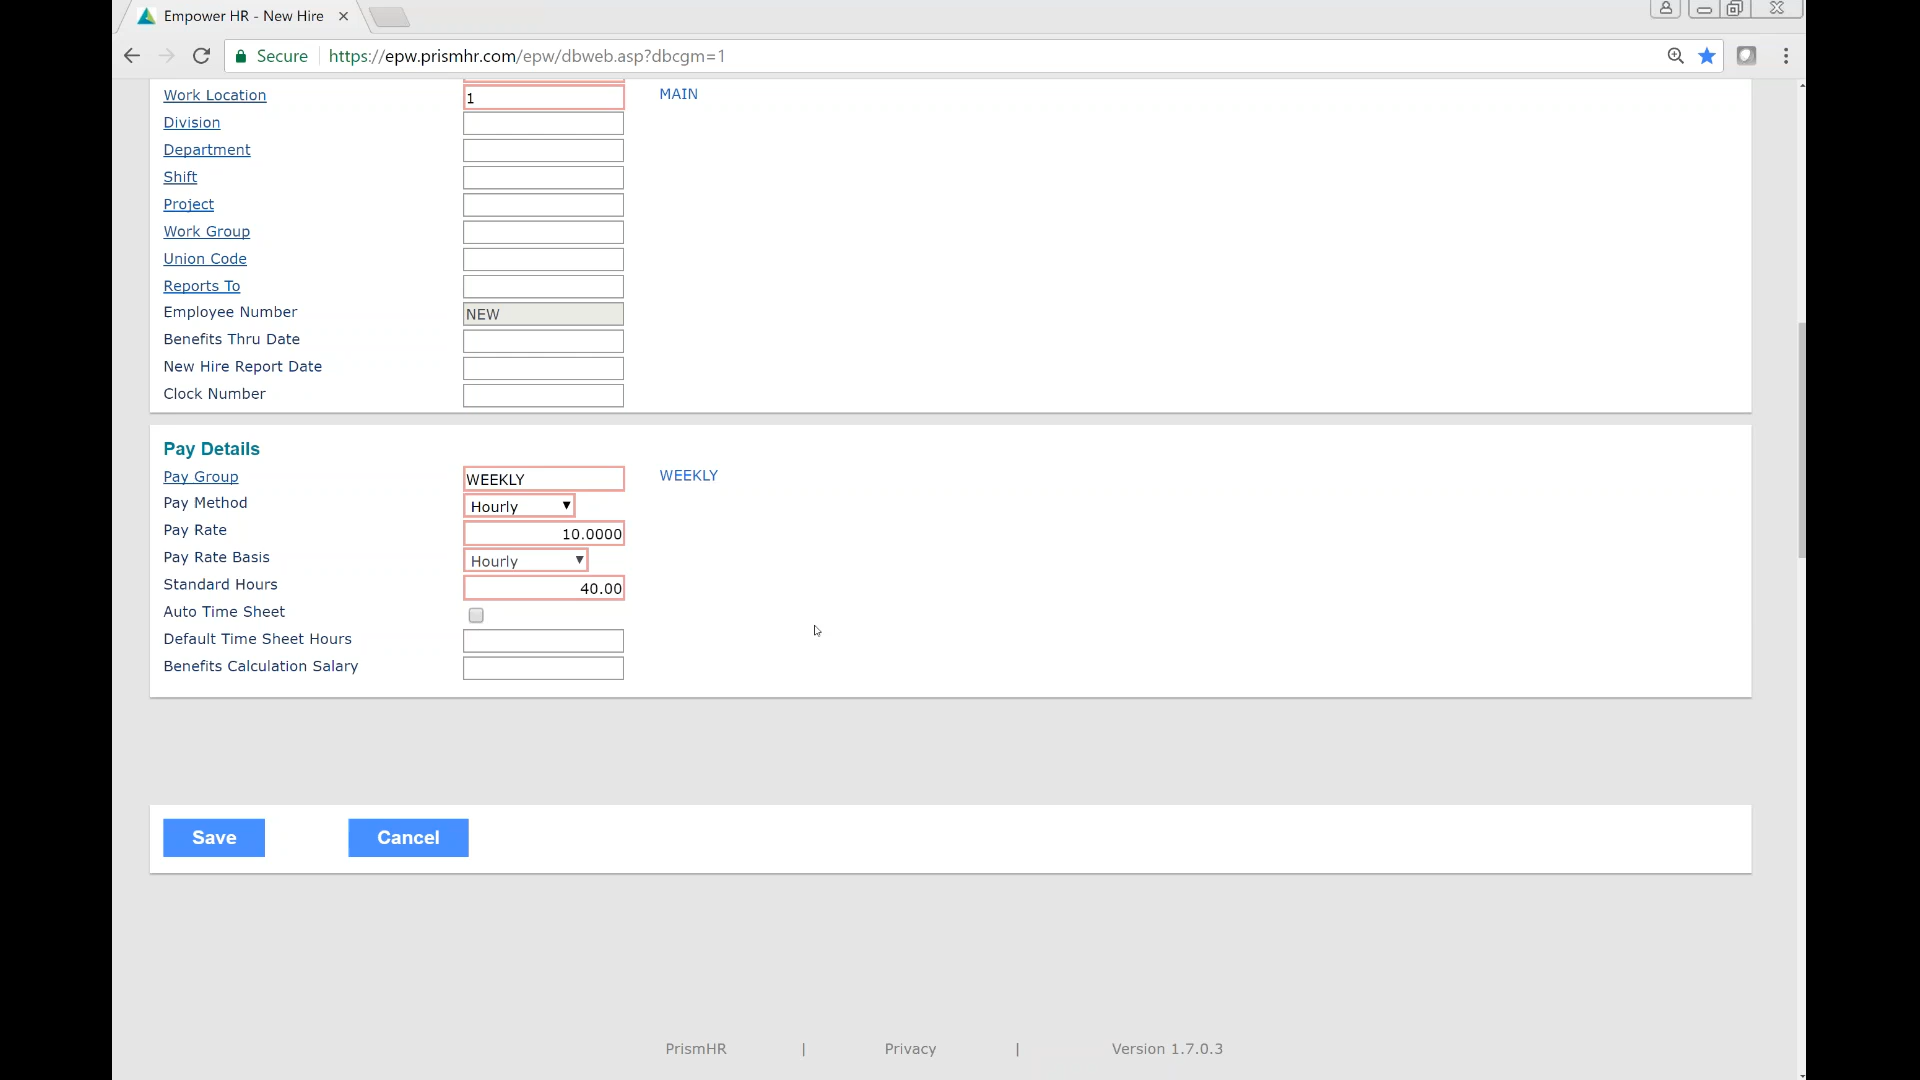 Empower HR - New Hire
Secure https://epw.prismhr.com/epw/dbweb.asp?dbcgm=1
Work Location 1 MAIN
Division
Department
Shift
Project
Work Group
Union Code
Reports To
Employee Number NEW
Benefits Thru Date
New Hire Report Date
Clock Number
Pay Details
Pay Group WEEKLY WEEKLY
Pay Method Hourly
Pay Rate 10.0000
Pay Rate Basis Hourly
Standard Hours 40.00
Auto Time Sheet
Default Time Sheet Hours
Benefits Calculation Salary
Save Cancel
PrismHR | Privacy | Version 1.7.0.3